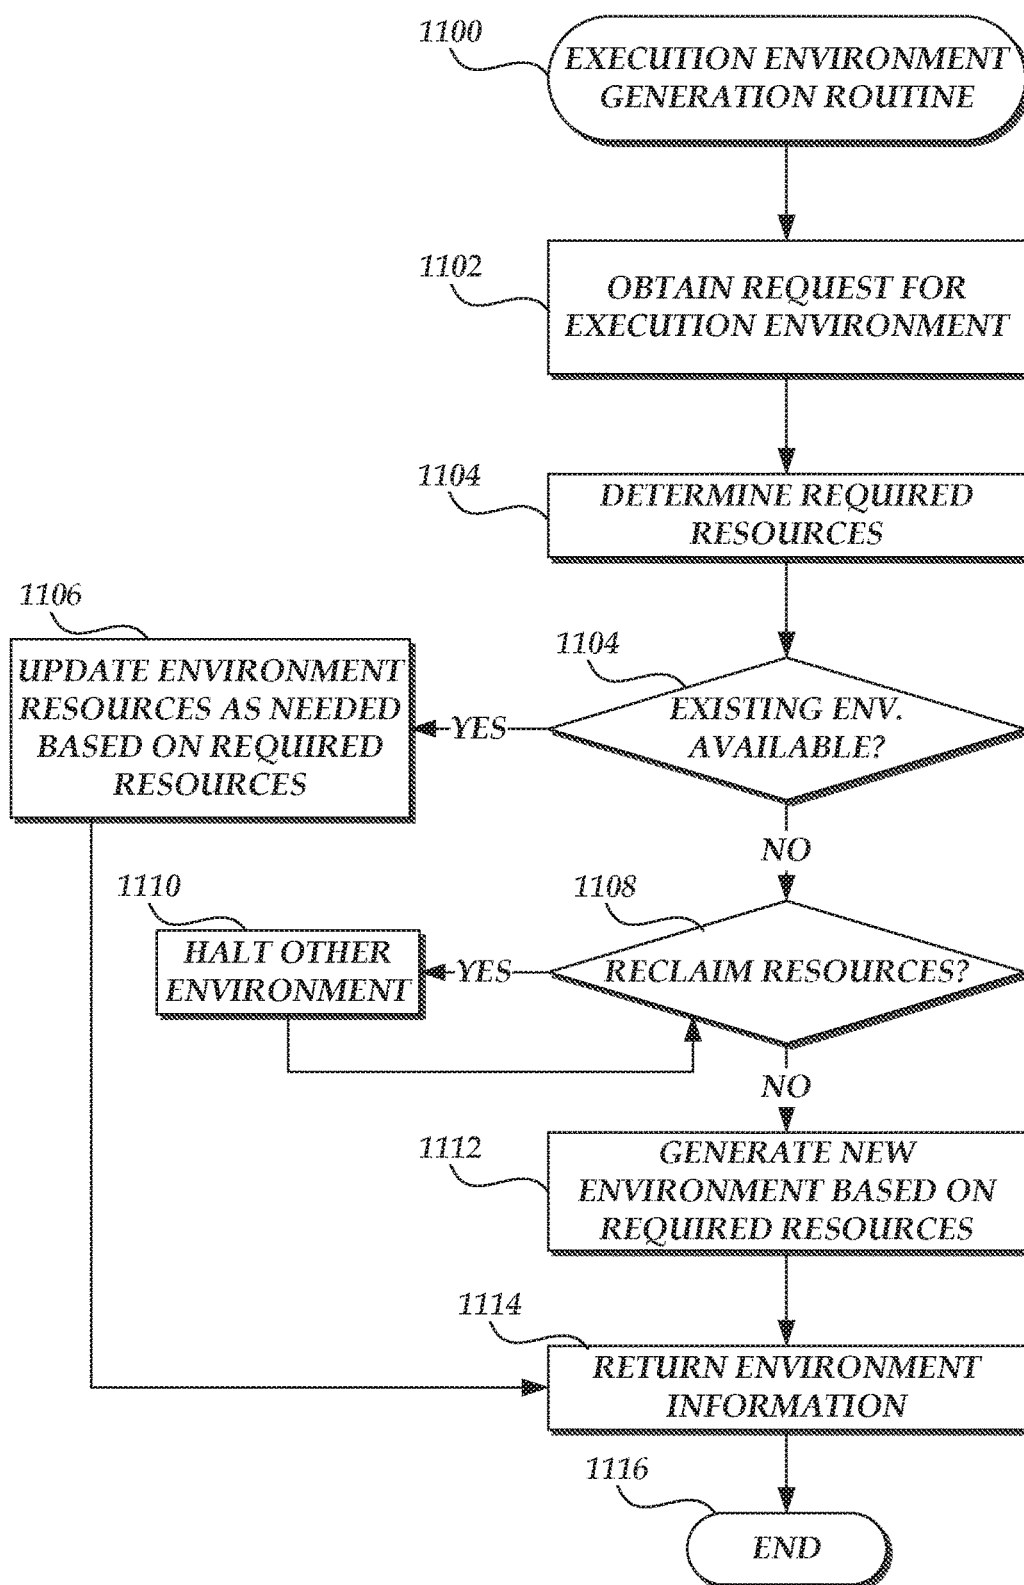 1100
EXECUTION ENVIRONMENT
GENERATION ROUTINE
1102
OBTAIN REQUEST FOR
EXECUTION ENVIRONMENT
1104
DETERMINE REQUIRED
RESOURCES
1106
UPDATE ENVIRONMENT
RESOURCES AS NEEDED
BASED ON REQUIRED
RESOURCES
YES
1104
EXISTING ENV.
AVAILABLE?
NO
1110
HALT OTHER
ENVIRONMENT
YES
1108
RECLAIM RESOURCES?
NO
1112
GENERATE NEW
ENVIRONMENT BASED ON
REQUIRED RESOURCES
1114
RETURN ENVIRONMENT
INFORMATION
1116
END